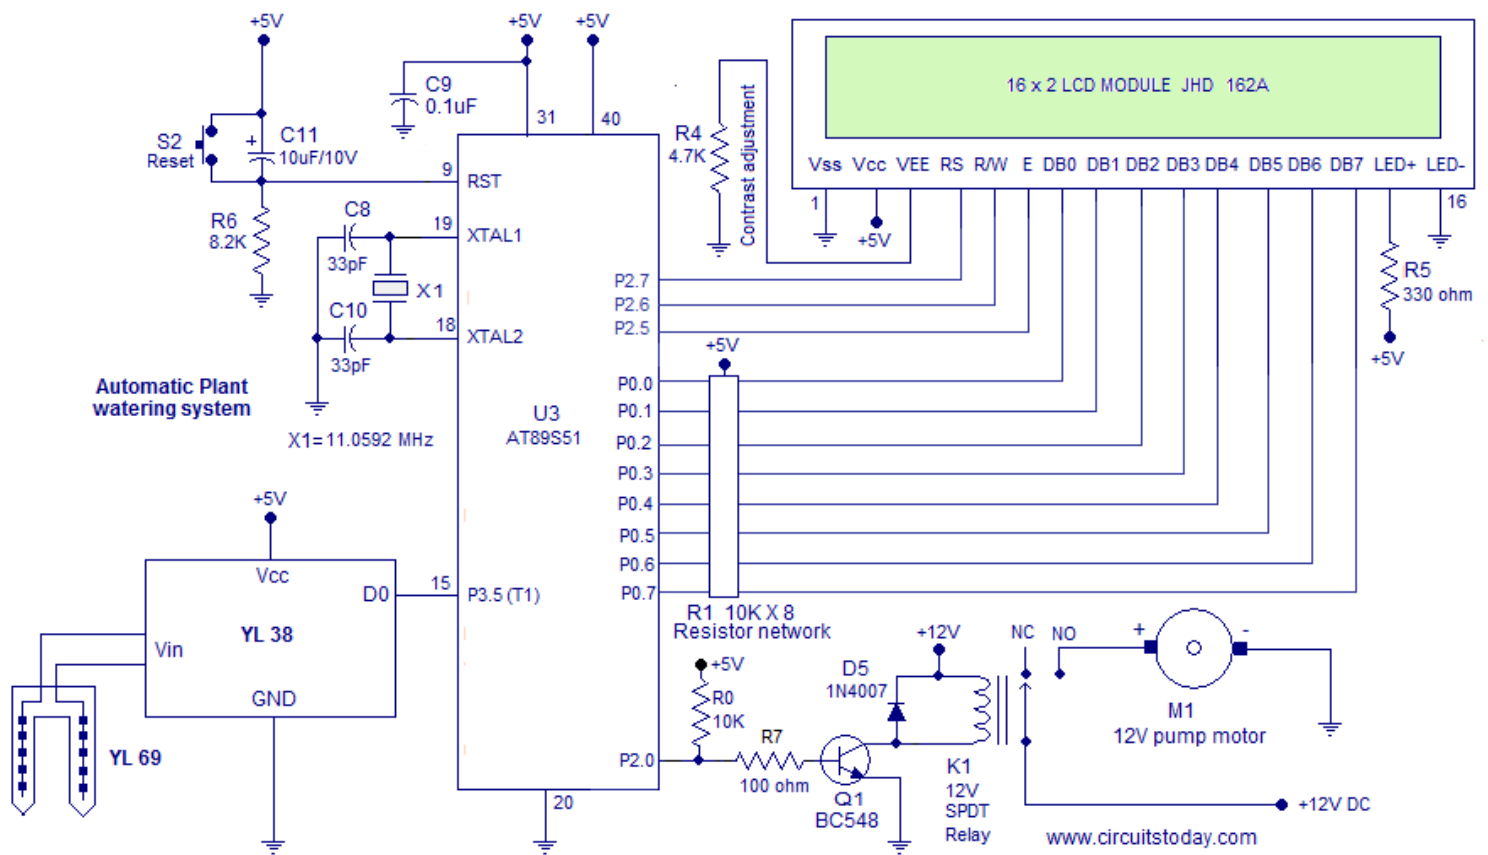 +5V
+5V
+5V
C9
0.1uF
31
40
S2
Reset
+
C11
10uF/10V
9
RST
R6
8.2K
C8
33pF
19
XTAL1
X1
C10
33pF
18
XTAL2
Automatic Plant
watering system
X1=11.0592 MHz
U3
AT89S51
R4
4.7K
Contrast adjustment
16 x 2 LCD MODULE JHD 162A
Vss Vcc VEE RS R/W E DB0 DB1 DB2 DB3 DB4 DB5 DB6 DB7 LED+ LED-
1
+5V
16
R5
330 ohm
+5V
P2.7
P2.6
P2.5
+5V
P0.0
P0.1
P0.2
P0.3
P0.4
P0.5
P0.6
P0.7
R1 10K X 8
Resistor network
+5V
Vcc
D0
15
P3.5 (T1)
YL 38
Vin
GND
YL 69
+5V
R0
10K
P2.0
R7
100 ohm
20
Q1
BC548
D5
1N4007
+12V
NC
NO
K1
12V
SPDT
Relay
+
-
M1
12V pump motor
+12V DC
www.circuitstoday.com